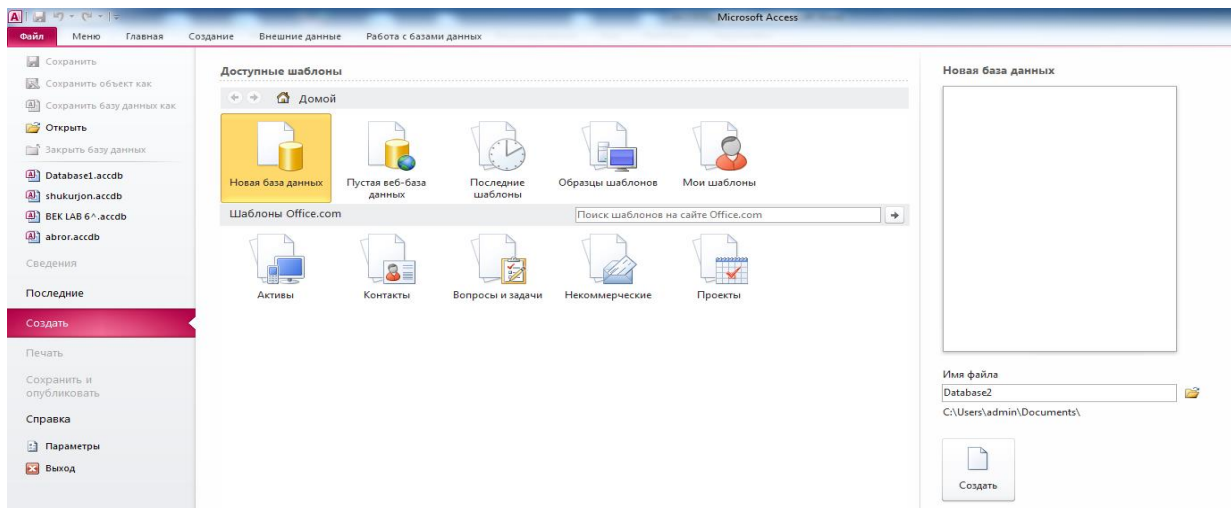 Microsoft Access
Файл Меню Главная Создание Внешние данные Работа с базами данных
Сохранить
Сохранить объект как
Сохранить базу данных как
Открыть
Закрыть базу данных
Database1.accdb
shukurjon.accdb
BEK LAB 6^.accdb
abror.accdb
Сведения
Последние
Создать
Печать
Сохранить и
опубликовать
Справка
Параметры
Выход
Доступные шаблоны
Домой
Новая база данных
Пустая веб-база
данных
Последние
шаблоны
Образцы шаблонов
Мои шаблоны
Шаблоны Office.com
Поиск шаблонов на сайте Office.com
Активы
Контакты
Вопросы и задачи
Некоммерческие
Проекты
Новая база данных
Имя файла
Database2
C:\Users\admin\Documents\
Создать